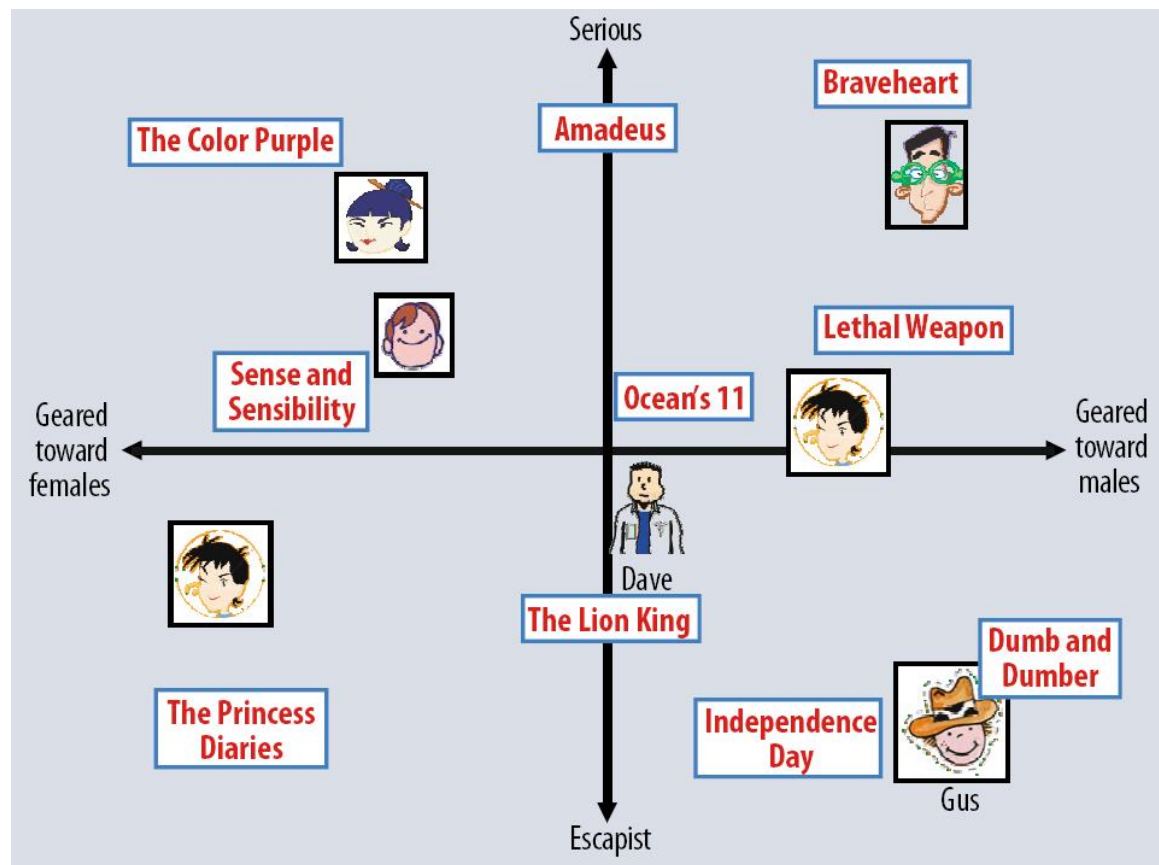 Serious
Braveheart
Amadeus
The Color Purple
Lethal Weapon
Sense and
Sensibility
Ocean's 11
Geared
toward
females
Geared
toward
males
Dave
The Lion King
Dumb and
Dumber
The Princess
Diaries
Independence
Day
Gus
Escapist